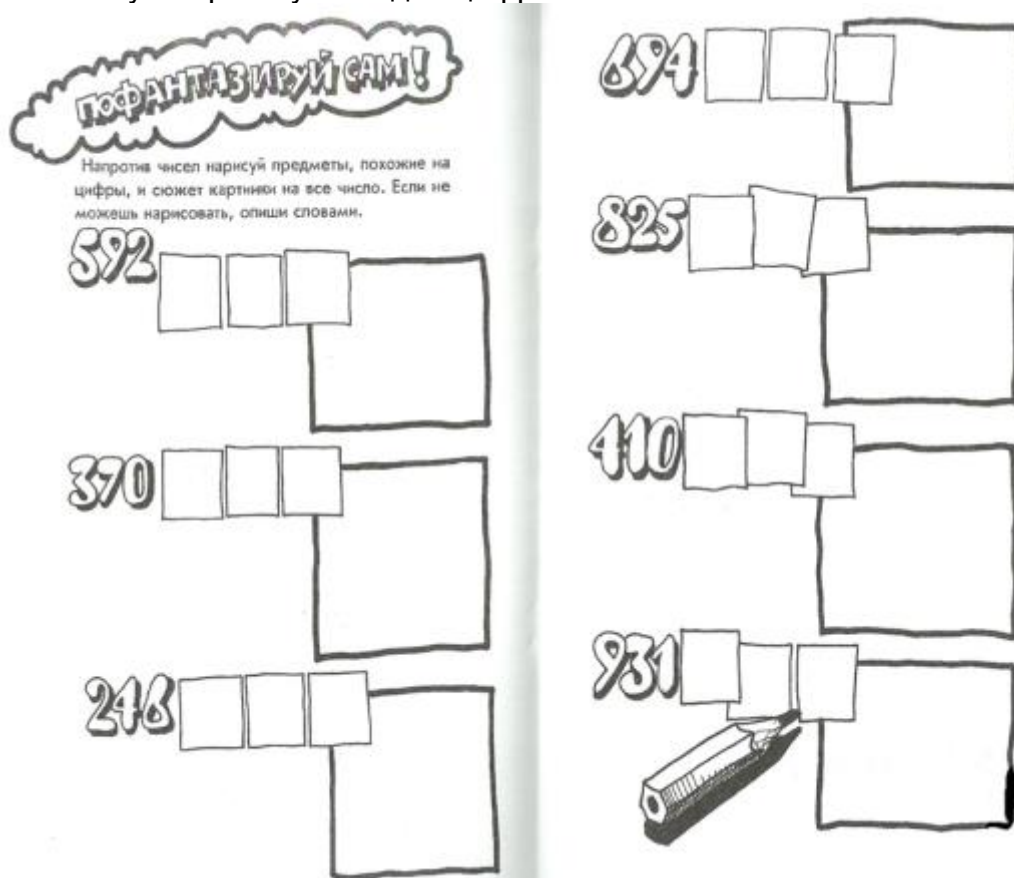 ПОФАНТАЗИРУЙ САМ!
Напротив чисел нарисуй предметы, похожие на
цифры, и сюжет картинки на все число. Если не
можешь нарисовать, опиши словами.
592
370
246
694
825
410
931